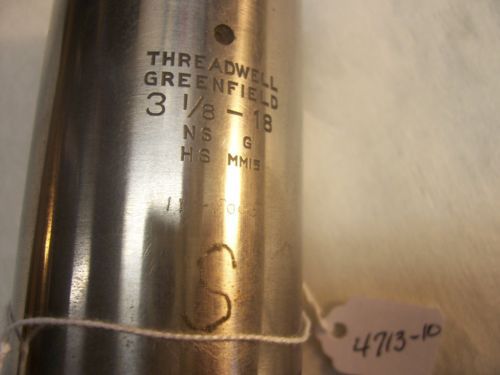 THREADWELL
GREENFIELD
3 1/8 - 18
NS G
HS MM15
S
4713-10